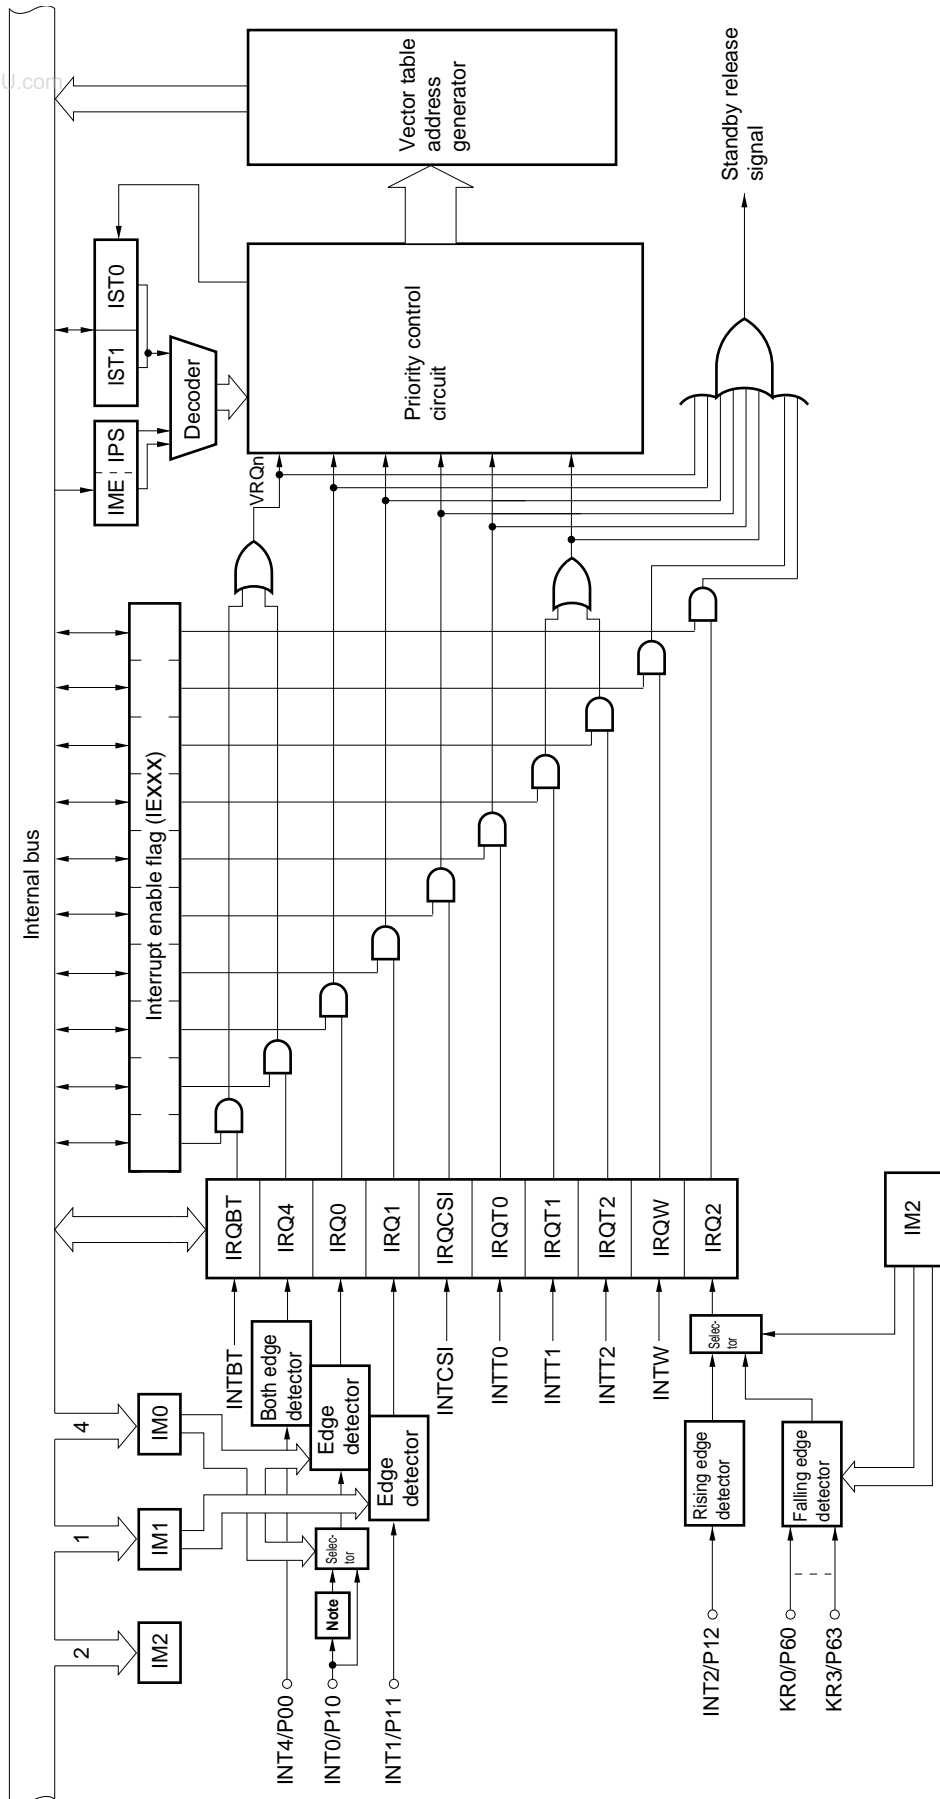 Internal bus
U.com
2
1
4
IM2
IM1
IM0
Interrupt enable flag (IEXXX)
IME
IPS
IST1
IST0
Decoder
VRQn
INTBT
Both edge
detector
Edge
detector
Edge
detector
Selec-
tor
Note
INT4/P00
INT0/P10
INT1/P11
INTCSI
INTT0
INTT1
INTT2
INTW
IRQBT
IRQ4
IRQ0
IRQ1
IRQCSI
IRQT0
IRQT1
IRQT2
IRQW
IRQ2
Selec-
tor
Rising edge
detector
Falling edge
detector
INT2/P12
KR0/P60
KR3/P63
IM2
Priority control
circuit
Vector table
address
generator
Standby release
signal